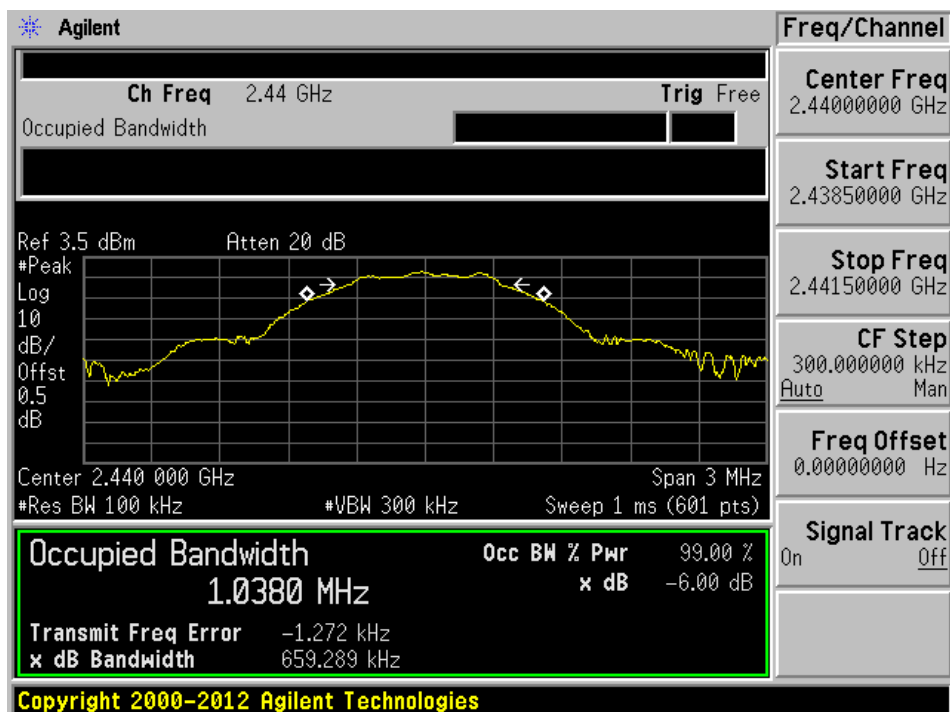 Agilent
Freq/Channel
Ch Freq 2.44 GHz Trig Free
Occupied Bandwidth
Center Freq
2.44000000 GHz
Start Freq
2.43850000 GHz
Stop Freq
2.44150000 GHz
CF Step
300.000000 kHz
Auto Man
Freq Offset
0.00000000 Hz
Signal Track
On Off
Ref 3.5 dBm Atten 20 dB
#Peak
Log
10
dB/
Offst
0.5
dB
Center 2.440 000 GHz Span 3 MHz
#Res BW 100 kHz #VBW 300 kHz Sweep 1 ms (601 pts)
Occupied Bandwidth Occ BW % Pwr 99.00 %
1.0380 MHz x dB -6.00 dB
Transmit Freq Error -1.272 kHz
x dB Bandwidth 659.289 kHz
Copyright 2000-2012 Agilent Technologies